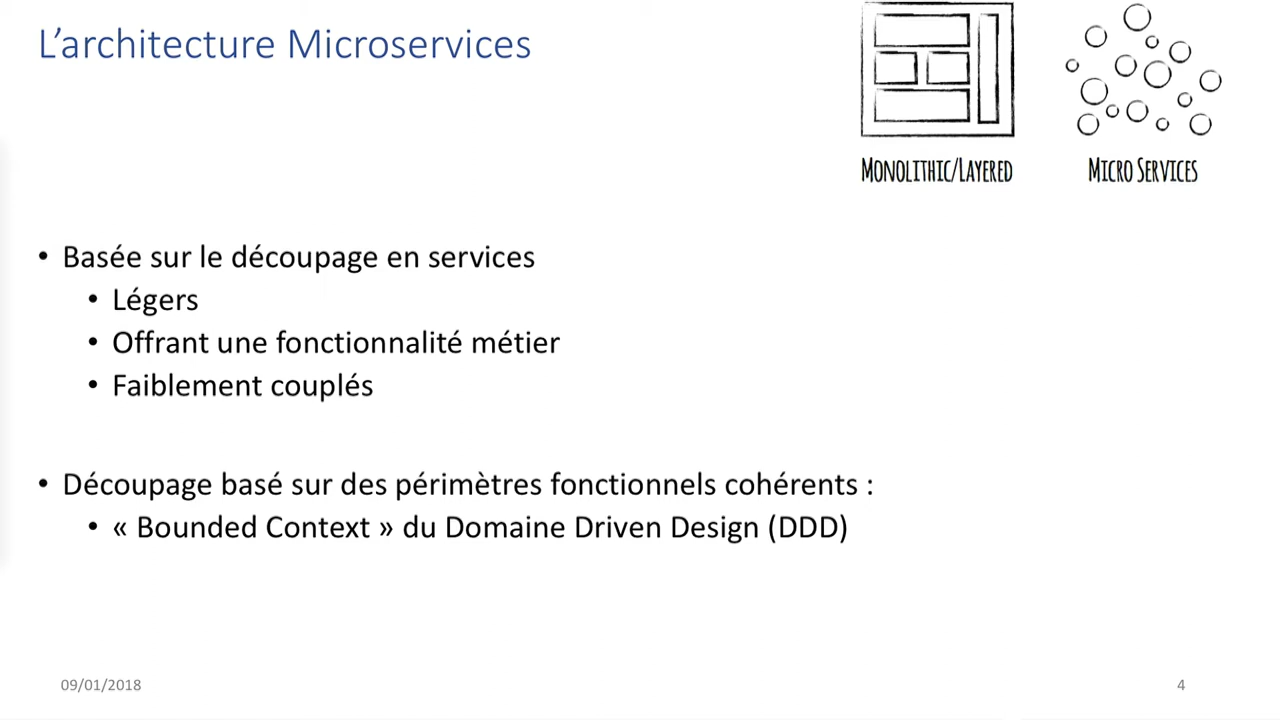 L’architecture Microservices
MONOLITHIC/LAYERED
MICRO SERVICES
• Basée sur le découpage en services
• Légers
• Offrant une fonctionnalité métier
• Faiblement couplés
• Découpage basé sur des périmètres fonctionnels cohérents :
• « Bounded Context » du Domaine Driven Design (DDD)
09/01/2018
4